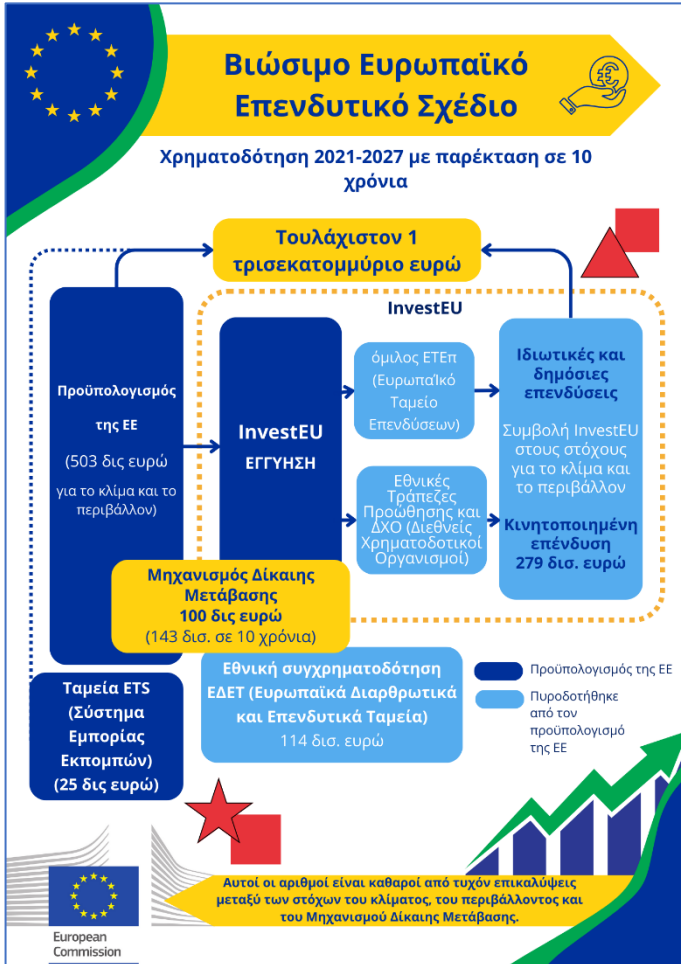 Βιώσιμο Ευρωπαϊκό
Επενδυτικό Σχέδιο
Χρηματοδότηση 2021-2027 με παρέκταση σε 10
χρόνια
Τουλάχιστον 1
τρισεκατομμύριο ευρώ
InvestEU
Προϋπολογισμός
της ΕΕ
(503 δις ευρώ
για το κλίμα και το
περιβάλλον)
InvestEU
ΕΓΓΥΗΣΗ
όμιλος ΕΤΕπ
(Ευρωπαΐκό
Ταμείο
Επενδύσεων)
Εθνικές
Τράπεζες
Προώθησης και
ΔΧΟ (Διεθνείς
Χρηματοδοτικοί
Οργανισμοί)
Ιδιωτικές και
δημόσιες
επενδύσεις
Συμβολή InvestEU
στους στόχους
για το κλίμα και
το περιβάλλον
Κινητοποιημένη
επένδυση
279 δισ. ευρώ
Μηχανισμός Δίκαιης
Μετάβασης
100 δις ευρώ
(143 δισ. σε 10 χρόνια)
Ταμεία ETS
(Σύστημα
Εμπορίας
Εκπομπών)
(25 δις ευρώ)
Εθνική συγχρηματοδότηση
ΕΔΕΤ (Ευρωπαϊκά Διαρθρωτικά
και Επενδυτικά Ταμεία)
114 δισ. ευρώ
Προϋπολογισμός της ΕΕ
Πυροδοτήθηκε
από τον
προϋπολογισμό
της ΕΕ
Αυτοί οι αριθμοί είναι καθαροί από τυχόν επικαλύψεις
μεταξύ των στόχων του κλίματος, του περιβάλλοντος και
του Μηχανισμού Δίκαιης Μετάβασης.
European
Commission